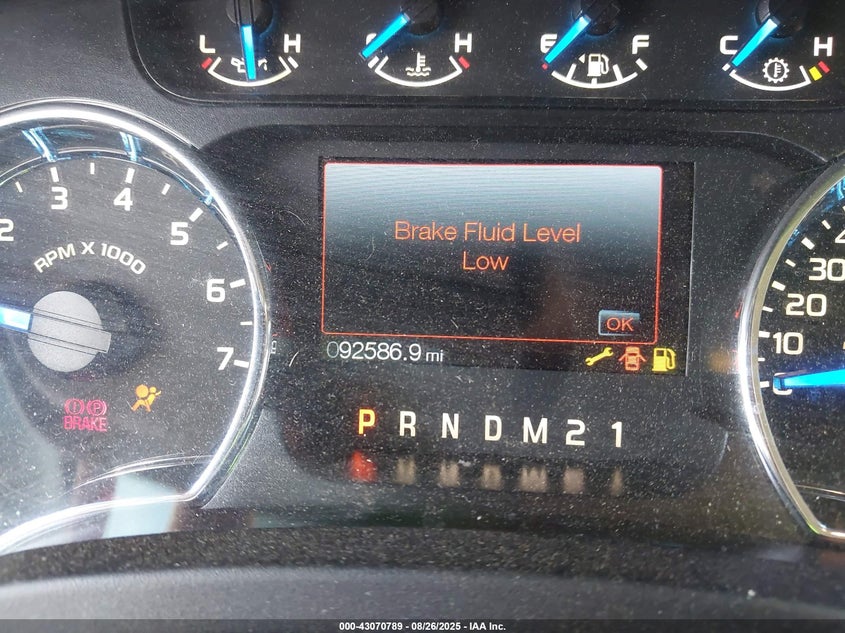 L H
H
E F
C H
2 3 4 5 6 7
RPM X 1000
Brake Fluid Level
Low
OK
092586.9 mi
BRAKE
P R N D M 2 1
30
20
10
000-43070789 - 08/26/2025 - IAA Inc.